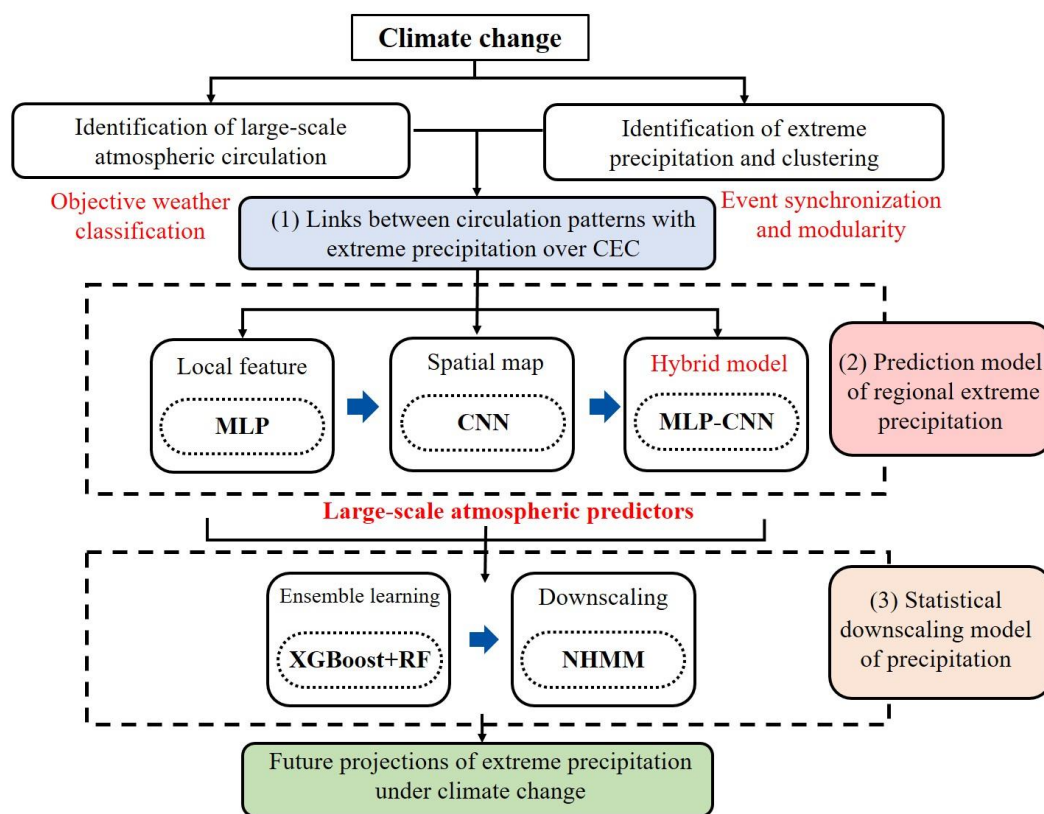 Climate change
Identification of large-scale
atmospheric circulation
Identification of extreme
precipitation and clustering
Objective weather
classification
Event synchronization
and modularity
(1) Links between circulation patterns with
extreme precipitation over CEC
Local feature
MLP
Spatial map
CNN
Hybrid model
MLP-CNN
(2) Prediction model
of regional extreme
precipitation
Large-scale atmospheric predictors
Ensemble learning
XGBoost+RF
Downscaling
NHMM
(3) Statistical
downscaling model
of precipitation
Future projections of extreme precipitation
under climate change